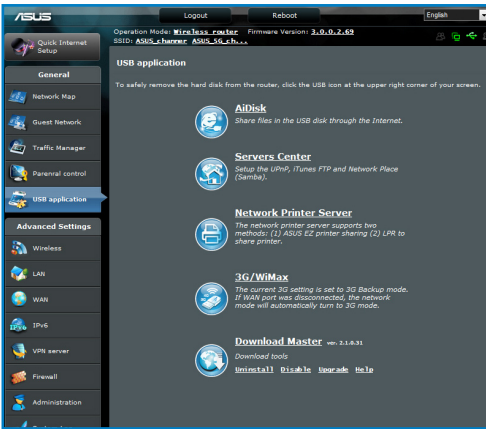 ASUS
Logout
Reboot
English
Quick Internet
Setup
Operation Mode: Wireless router Firmware Version: 3.0.0.2.69
SSID: ASUS_channer ASUS_5G_ch...
General
Network Map
Guest Network
Traffic Manager
Parenral control
USB application
Advanced Settings
Wireless
LAN
WAN
IPv6
VPN server
Firewall
Administration
USB application
To safely remove the hard disk from the router, click the USB icon at the upper right corner of your screen.
AiDisk
Share files in the USB disk through the Internet.
Servers Center
Setup the UPnP, iTunes FTP and Network Place
(Samba).
Network Printer Server
The network printer server supports two
methods: (1) ASUS EZ printer sharing (2) LPR to
share printer.
3G/WiMax
The current 3G setting is set to 3G Backup mode.
If WAN port was dissconnected, the network
mode will automatically turn to 3G mode.
Download Master ver. 2.1.0.31
Download tools
Uninstall Disable Upgrade Help